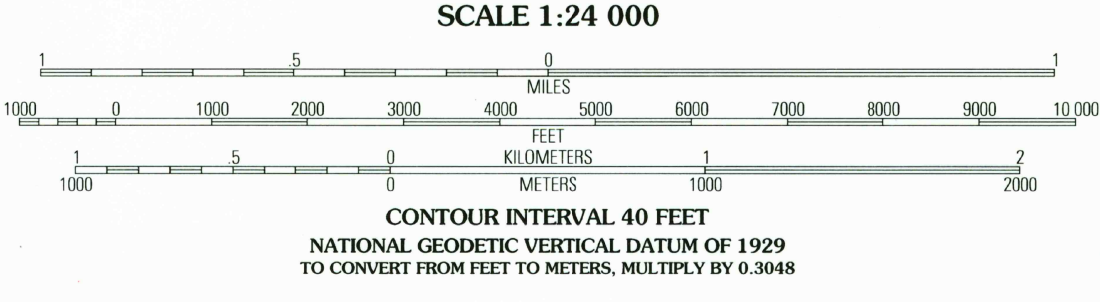 SCALE 1:24 000
1 .5 0 1
MILES
1000 0 1000 2000 3000 4000 5000 6000 7000 8000 9000 10 000
FEET
1 .5 0 KILOMETERS 1 2
1000 0 METERS 1000 2000
CONTOUR INTERVAL 40 FEET
NATIONAL GEODETIC VERTICAL DATUM OF 1929
TO CONVERT FROM FEET TO METERS, MULTIPLY BY 0.3048